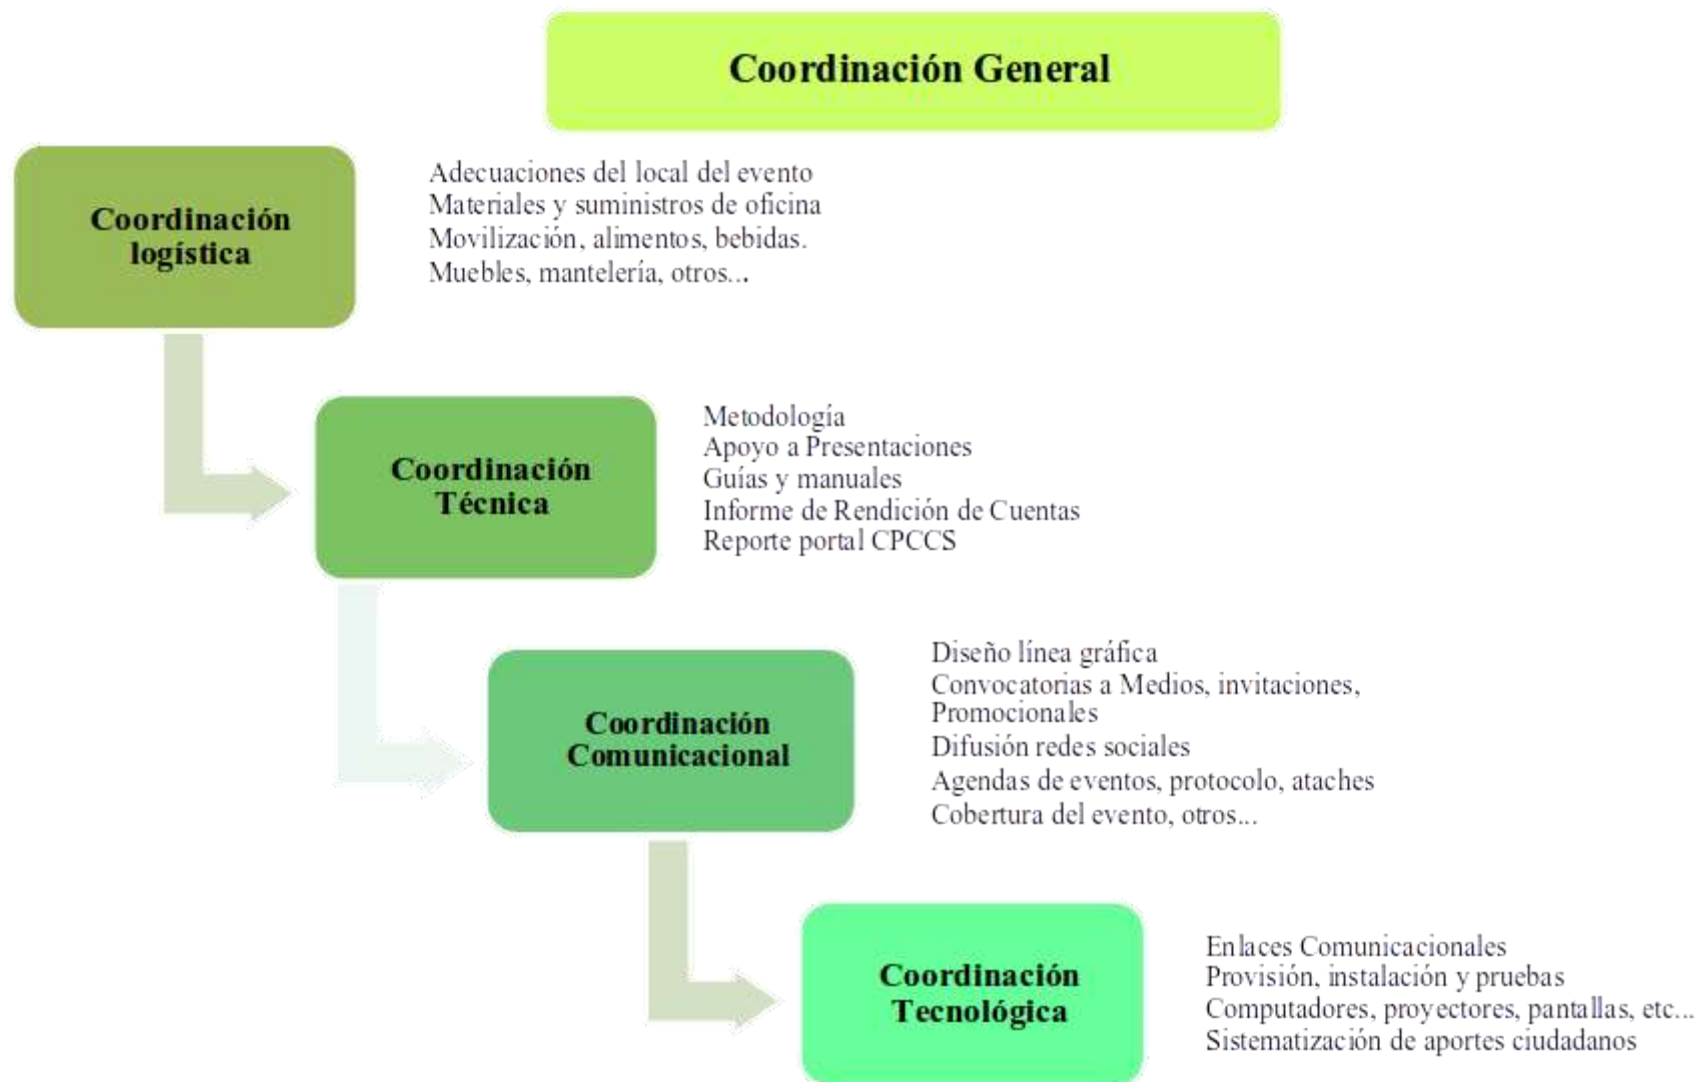 Coordinación General
Coordinación
logística
Adecuaciones del local del evento
Materiales y suministros de oficina
Movilización, alimentos, bebidas.
Muebles, mantelería, otros...
Coordinación
Técnica
Metodología
Apoyo a Presentaciones
Guías y manuales
Informe de Rendición de Cuentas
Reporte portal CPCCS
Coordinación
Comunicacional
Diseño línea gráfica
Convocatorias a Medios, invitaciones,
Promocionales
Difusión redes sociales
Agendas de eventos, protocolo, ataches
Cobertura del evento, otros...
Coordinación
Tecnológica
Enlaces Comunicacionales
Provisión, instalación y pruebas
Computadores, proyectores, pantallas, etc...
Sistematización de aportes ciudadanos